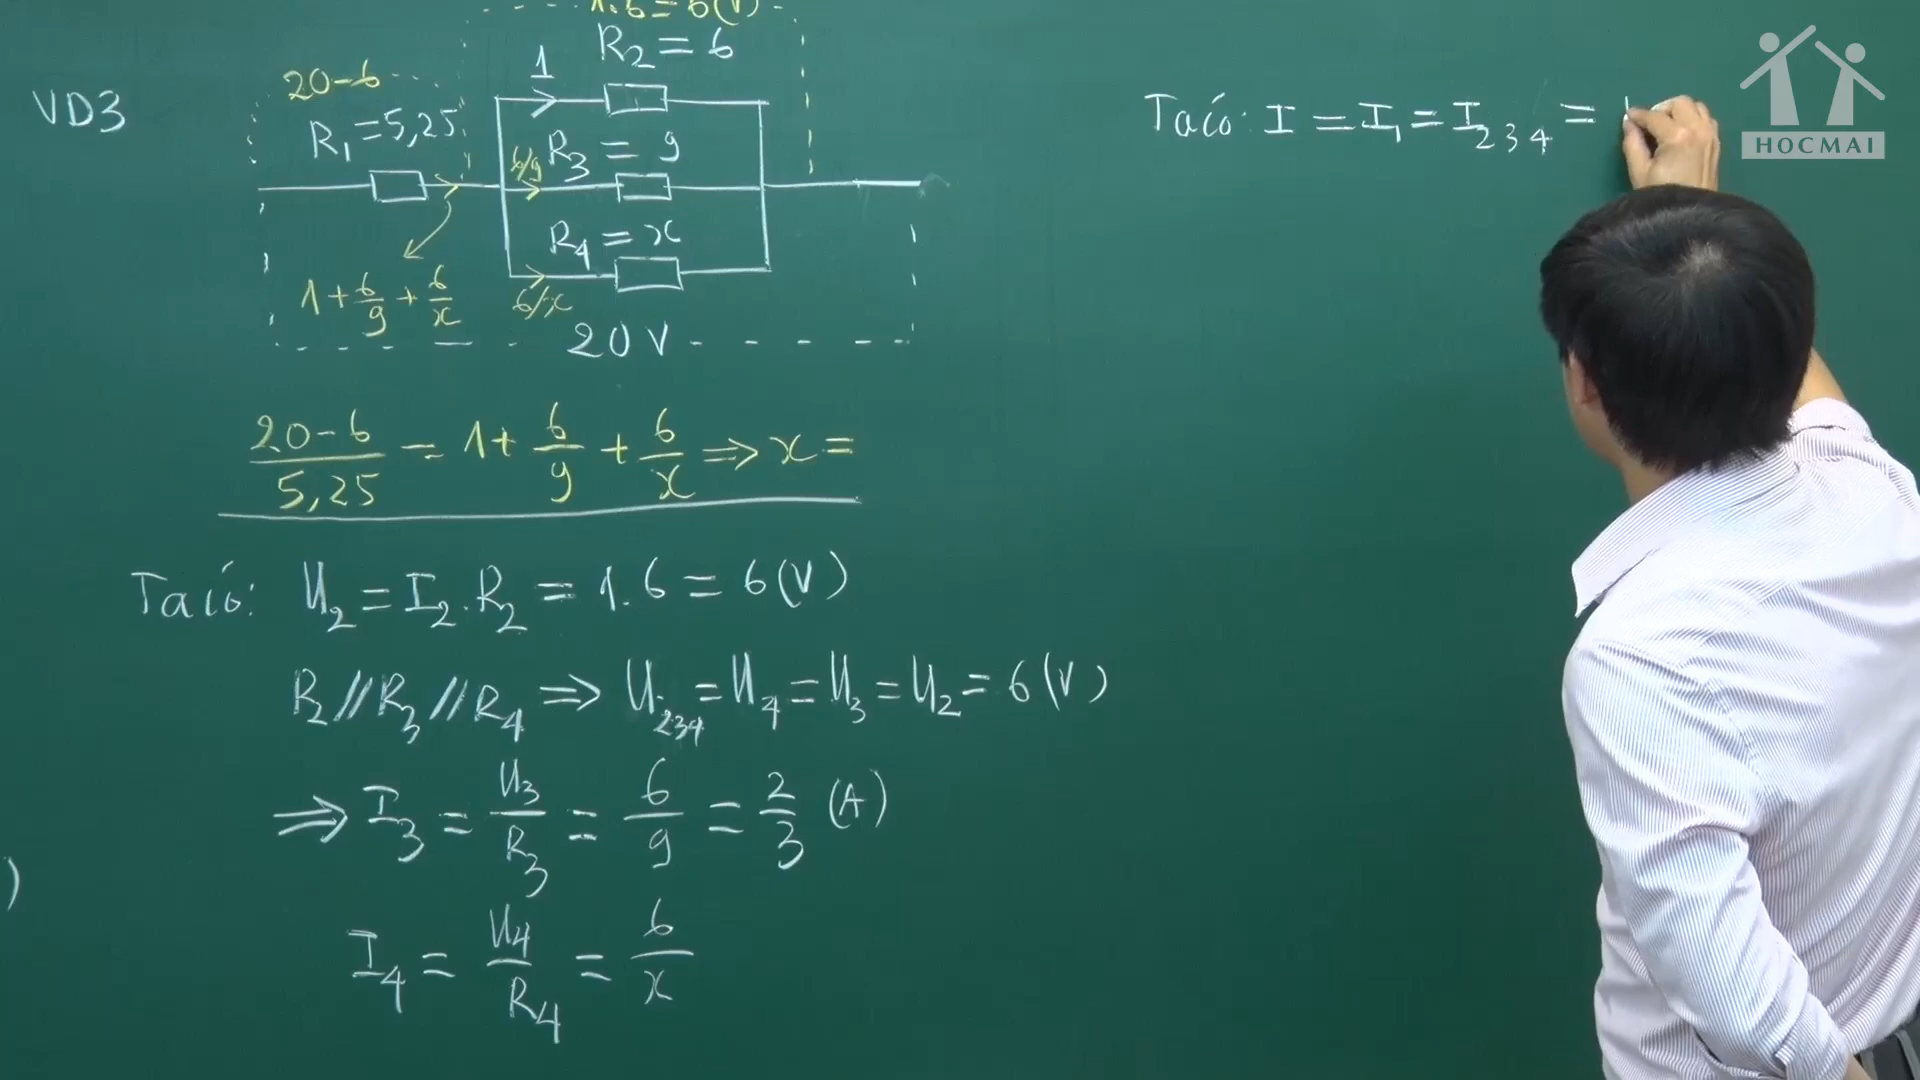 1.6=6(V)
R2 = 6
20-6
1
VD3
R1 = 5,25
6/9
R3 = 9
R4 = x
1+6/9+6/x
6/x
20V
(20-6)/5,25 = 1+6/9+6/x ⇒ x =
Ta có: U2 = I2.R2 = 1.6 = 6(V)
R2//R3//R4 ⇒ U234 = U4 = U3 = U2 = 6(V)
⇒ I3 = U3/R3 = 6/9 = 2/3 (A)
)
I4 = U4/R4 = 6/x
Ta có: I = I1 = I234 =
HOCMAI